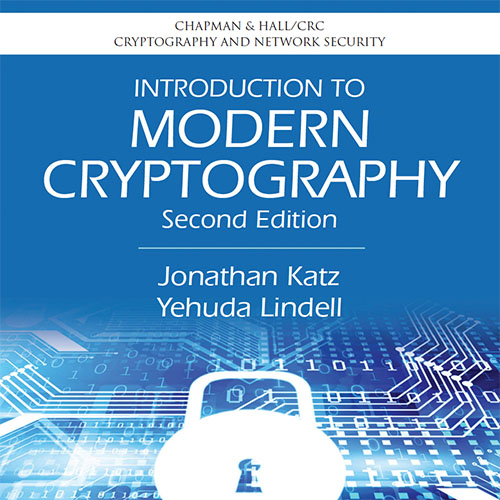 CHAPMAN & HALL/CRC
CRYPTOGRAPHY AND NETWORK SECURITY
INTRODUCTION TO
MODERN
CRYPTOGRAPHY
Second Edition
Jonathan Katz
Yehuda Lindell